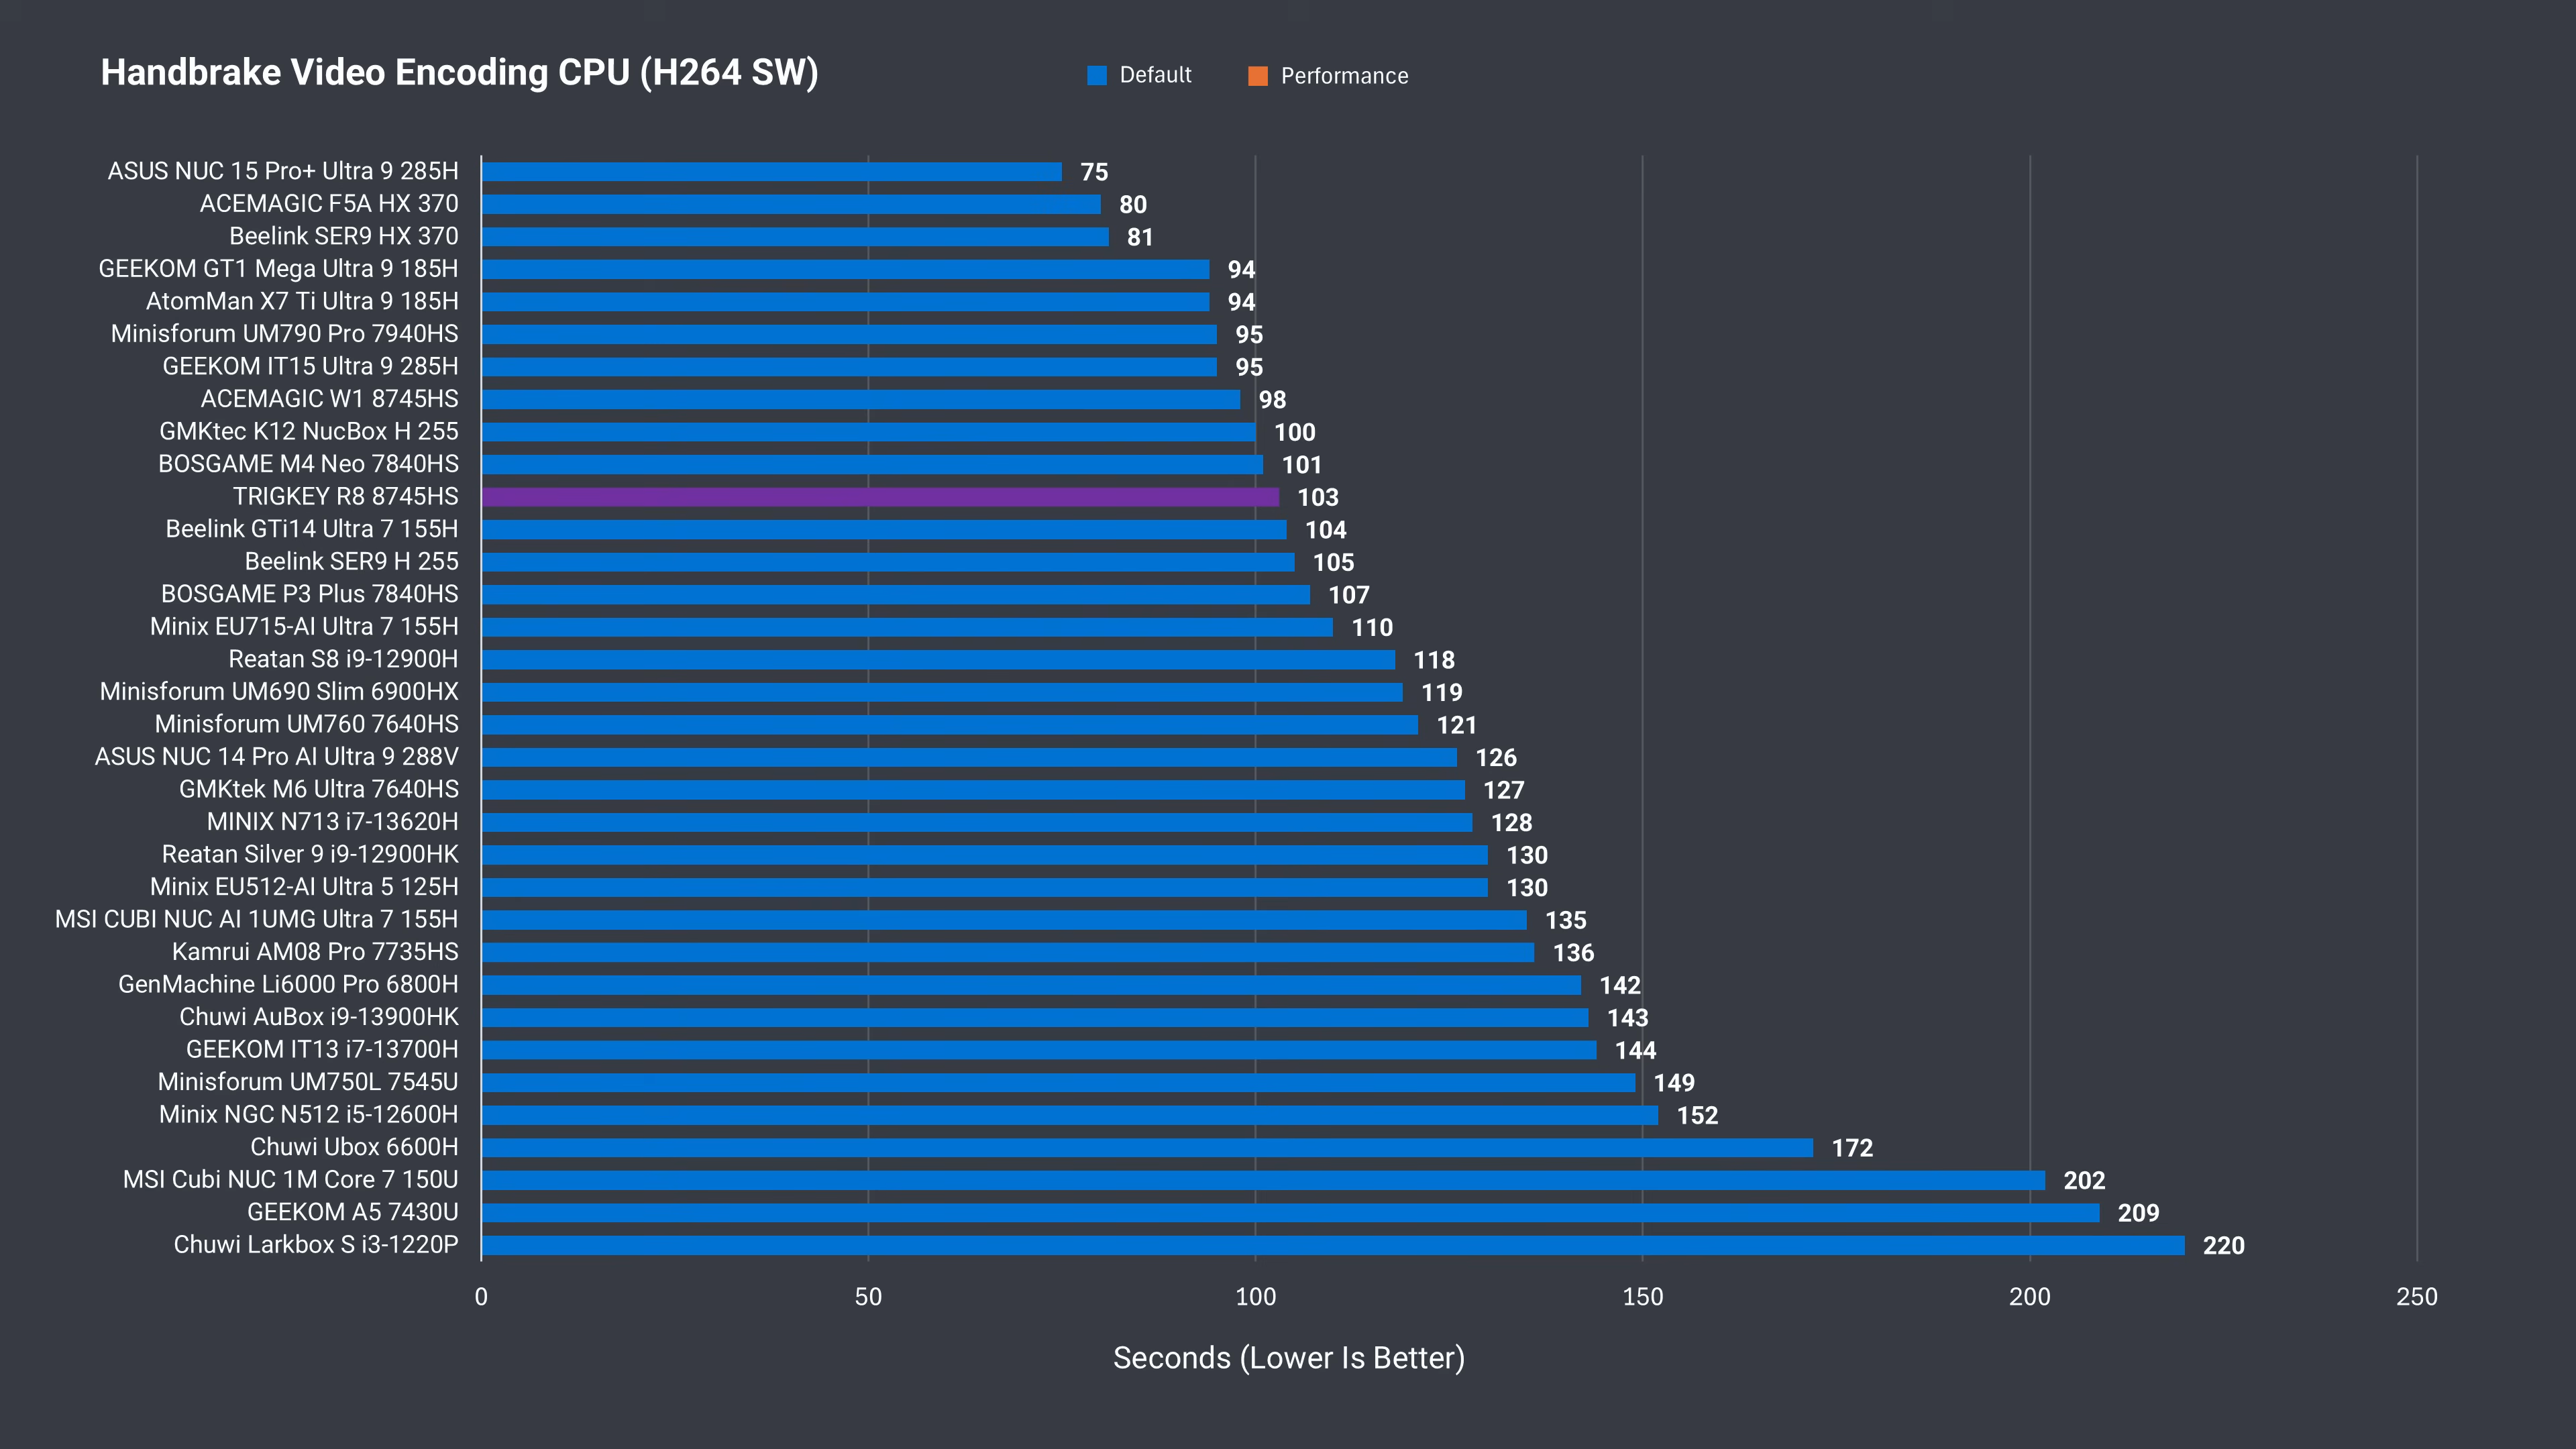 Handbrake Video Encoding CPU (H264 SW)
Default
Performance
ASUS NUC 15 Pro+ Ultra 9 285H 75
ACEMAGIC F5A HX 370 80
Beelink SER9 HX 370 81
GEEKOM GT1 Mega Ultra 9 185H 94
AtomMan X7 Ti Ultra 9 185H 94
Minisforum UM790 Pro 7940HS 95
GEEKOM IT15 Ultra 9 285H 95
ACEMAGIC W1 8745HS 98
GMKtec K12 NucBox H 255 100
BOSGAME M4 Neo 7840HS 101
TRIGKEY R8 8745HS 103
Beelink GTi14 Ultra 7 155H 104
Beelink SER9 H 255 105
BOSGAME P3 Plus 7840HS 107
Minix EU715-AI Ultra 7 155H 110
Reatan S8 i9-12900H 118
Minisforum UM690 Slim 6900HX 119
Minisforum UM760 7640HS 121
ASUS NUC 14 Pro AI Ultra 9 288V 126
GMKtek M6 Ultra 7640HS 127
MINIX N713 i7-13620H 128
Reatan Silver 9 i9-12900HK 130
Minix EU512-AI Ultra 5 125H 130
MSI CUBI NUC AI 1UMG Ultra 7 155H 135
Kamrui AM08 Pro 7735HS 136
GenMachine Li6000 Pro 6800H 142
Chuwi AuBox i9-13900HK 143
GEEKOM IT13 i7-13700H 144
Minisforum UM750L 7545U 149
Minix NGC N512 i5-12600H 152
Chuwi Ubox 6600H 172
MSI Cubi NUC 1M Core 7 150U 202
GEEKOM A5 7430U 209
Chuwi Larkbox S i3-1220P 220
0 50 100 150 200 250
Seconds (Lower Is Better)